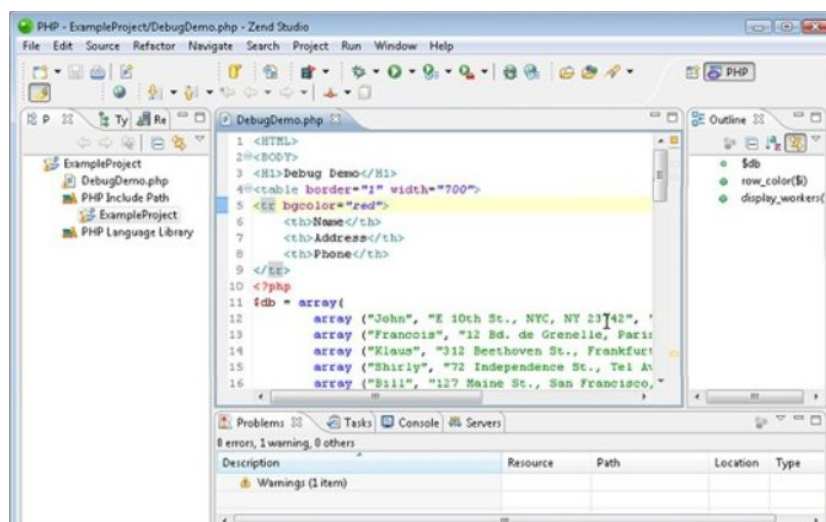 PHP - ExampleProject/DebugDemo.php - Zend Studio
File Edit Source Refactor Navigate Search Project Run Window Help
PHP
P Ty Re
DebugDemo.php
Outline
ExampleProject
DebugDemo.php
PHP Include Path
ExampleProject
PHP Language Library
1 <HTML>
2 <BODY>
3 <H1>Debug Demo</H1>
4 <table border="1" width="700">
5 <tr bgcolor="red">
6 <th>Name</th>
7 <th>Address</th>
8 <th>Phone</th>
9 </tr>
10 <?php
11 $db = array(
12 array ("John", "E 10th St., NYC, NY 23742", "
13 array ("Francois", "12 Bd. de Grenelle, Paris
14 array ("Klaus", "312 Beethoven St., Frankfurt
15 array ("Shirly", "72 Independence St., Tel Av
16 array ("Bill", "127 Maine St., San Francisco,
$db
row_color($i)
display_workers(
Problems Tasks Console Servers
0 errors, 1 warning, 0 others
Description Resource Path Location Type
Warnings (1 item)